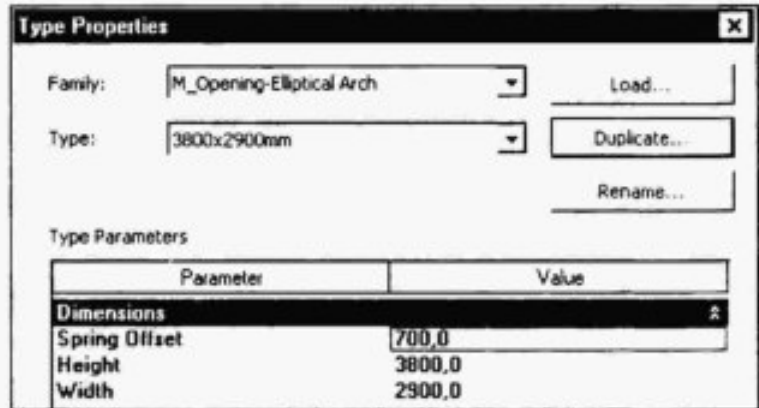 Type Properties
Family: M_Opening-Elliptical Arch Load...
Type: 3800x2900mm Duplicate...
Rename...
Type Parameters
Parameter Value
Dimensions
Spring Offset 700,0
Height 3800,0
Width 2900,0